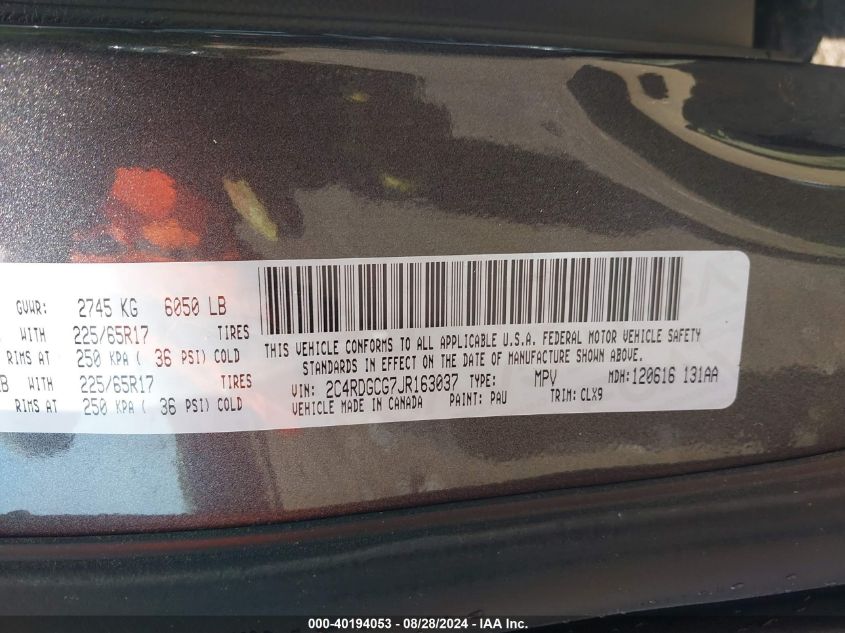 GVWR: 2745 KG 6050 LB
WITH 225/65R17 TIRES
RIMS AT 250 KPA ( 36 PSI) COLD
WITH 225/65R17 TIRES
RIMS AT 250 KPA ( 36 PSI) COLD
THIS VEHICLE CONFORMS TO ALL APPLICABLE U.S.A. FEDERAL MOTOR VEHICLE SAFETY
STANDARDS IN EFFECT ON THE DATE OF MANUFACTURE SHOWN ABOVE.
VIN: 2C4RDGCG7JR163037 TYPE: MPV MDH:120616 131AA
VEHICLE MADE IN CANADA PAINT: PAU TRIM: CLX9
000-40194053 - 08/28/2024 - IAA Inc.